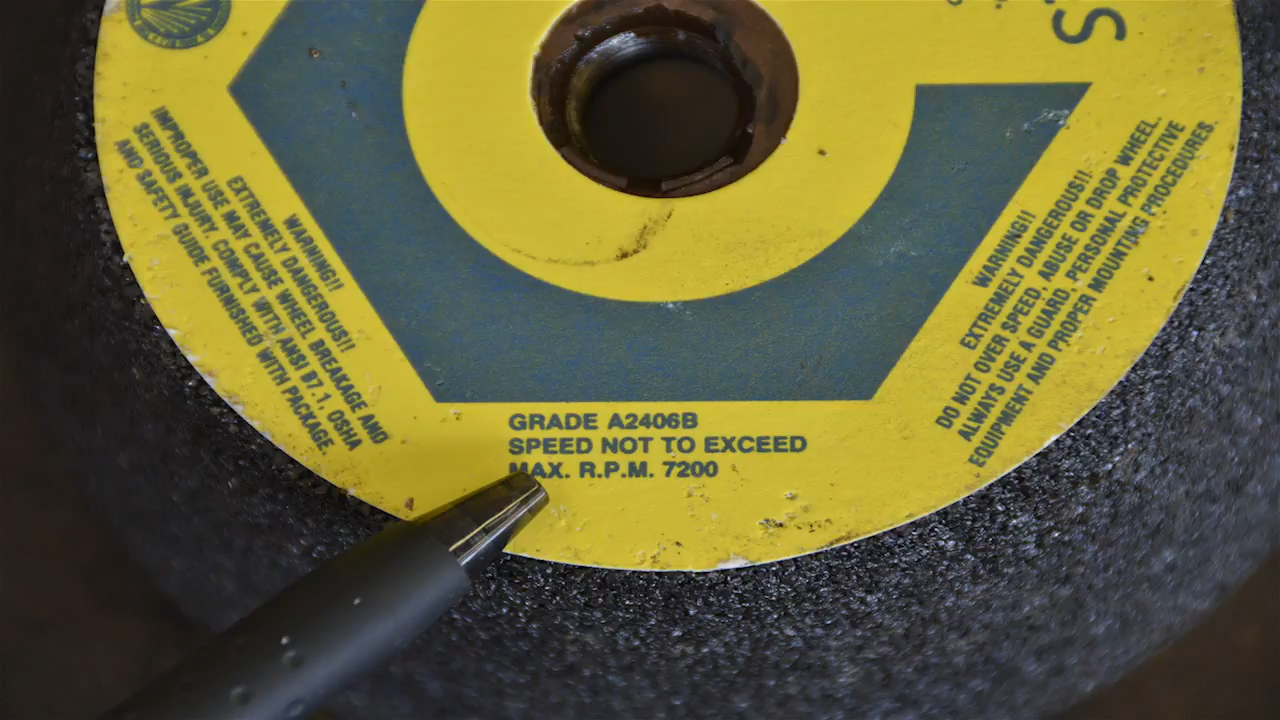 WARNING!!
EXTREMELY DANGEROUS!!
IMPROPER USE MAY CAUSE WHEEL BREAKAGE AND
SERIOUS INJURY. COMPLY WITH ANSI B7.1, OSHA
AND SAFETY GUIDE FURNISHED WITH PACKAGE.
GRADE A2406B
SPEED NOT TO EXCEED
MAX. R.P.M. 7200
WARNING!!
EXTREMELY DANGEROUS!!
DO NOT OVER SPEED, ABUSE OR DROP WHEEL.
ALWAYS USE A GUARD, PERSONAL PROTECTIVE
EQUIPMENT AND PROPER MOUNTING PROCEDURES.